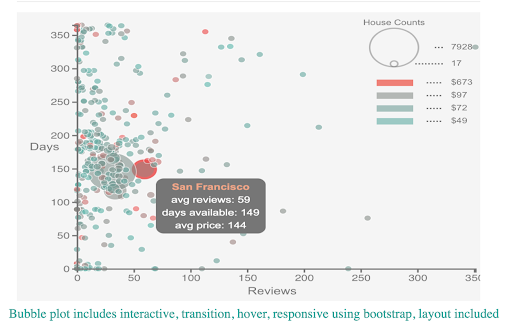 House Counts
7928
17
$673
$97
$72
$49
350
300
250
200
Days
150
100
50
0
San Francisco
avg reviews: 59
days available: 149
avg price: 144
0 50 100 150 200 250 300 350
Reviews
Bubble plot includes interactive, transition, hover, responsive using bootstrap, layout included